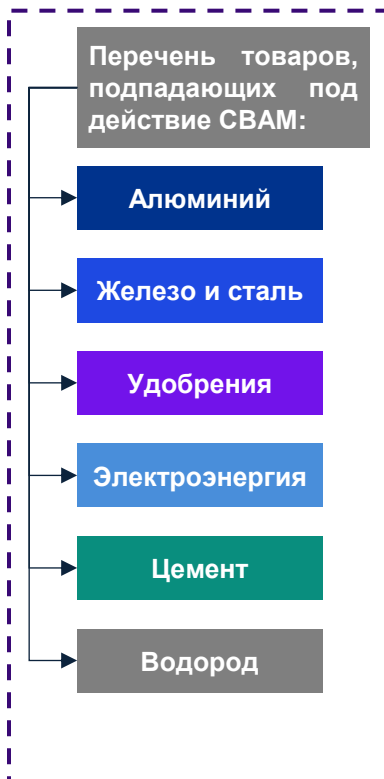 Перечень товаров,
подпадающих под
действие CBAM:
Алюминий
Железо и сталь
Удобрения
Электроэнергия
Цемент
Водород